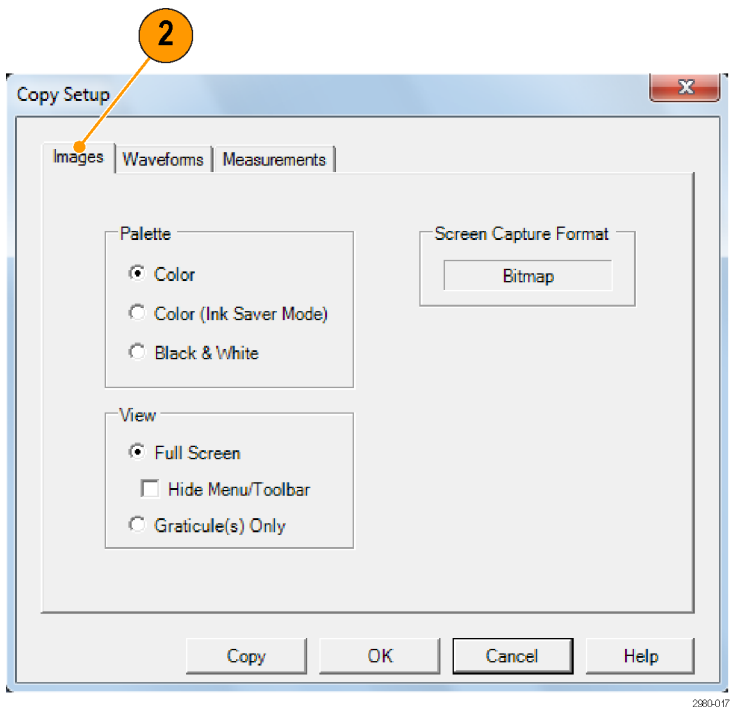 2
Copy Setup
Images Waveforms Measurements
Palette
Color
Color (Ink Saver Mode)
Black & White
Screen Capture Format
Bitmap
View
Full Screen
Hide Menu/Toolbar
Graticule(s) Only
Copy OK Cancel Help
2980-017